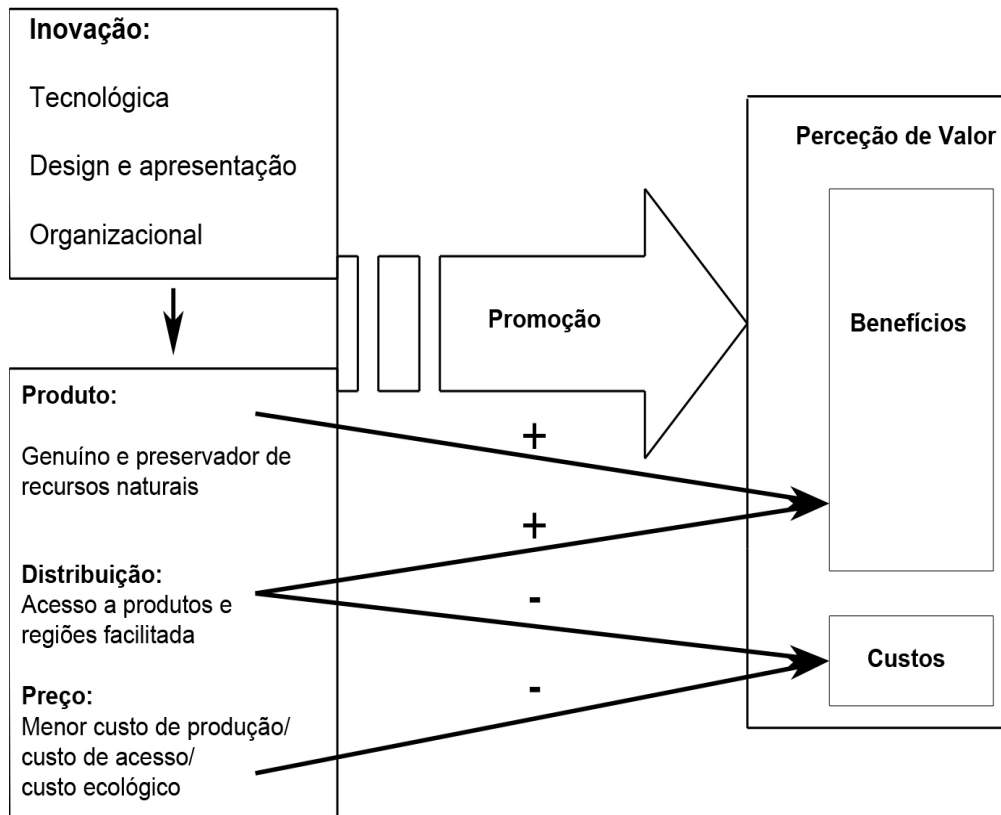 Inovação:
Tecnológica
Design e apresentação
Organizacional
Perceção de Valor
Promoção
Benefícios
Produto:
Genuíno e preservador de
recursos naturais
+
+
Distribuição:
Acesso a produtos e
regiões facilitada
-
Custos
-
Preço:
Menor custo de produção/
custo de acesso/
custo ecológico